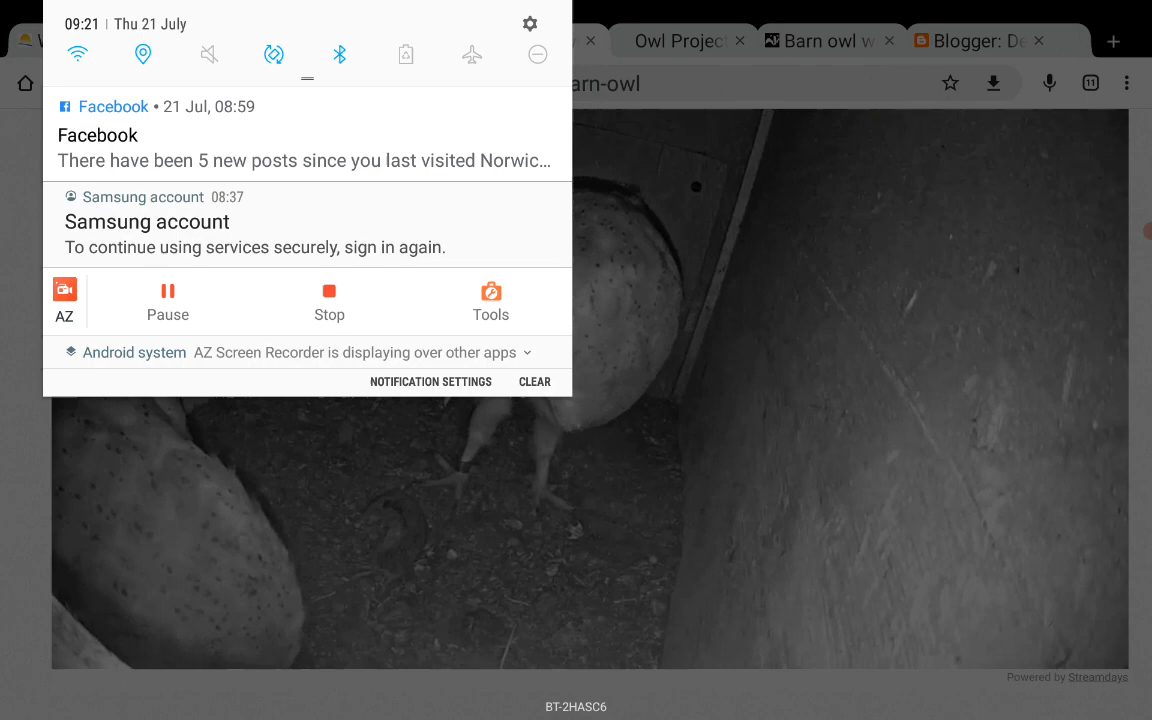 09:21 | Thu 21 July
Owl Projec
Barn owl w
Blogger: De
arn-owl
11
Facebook • 21 Jul, 08:59
Facebook
There have been 5 new posts since you last visited Norwic...
Samsung account 08:37
Samsung account
To continue using services securely, sign in again.
AZ
Pause
Stop
Tools
Android system AZ Screen Recorder is displaying over other apps
NOTIFICATION SETTINGS CLEAR
Powered by Streamdays
BT-2HASC6